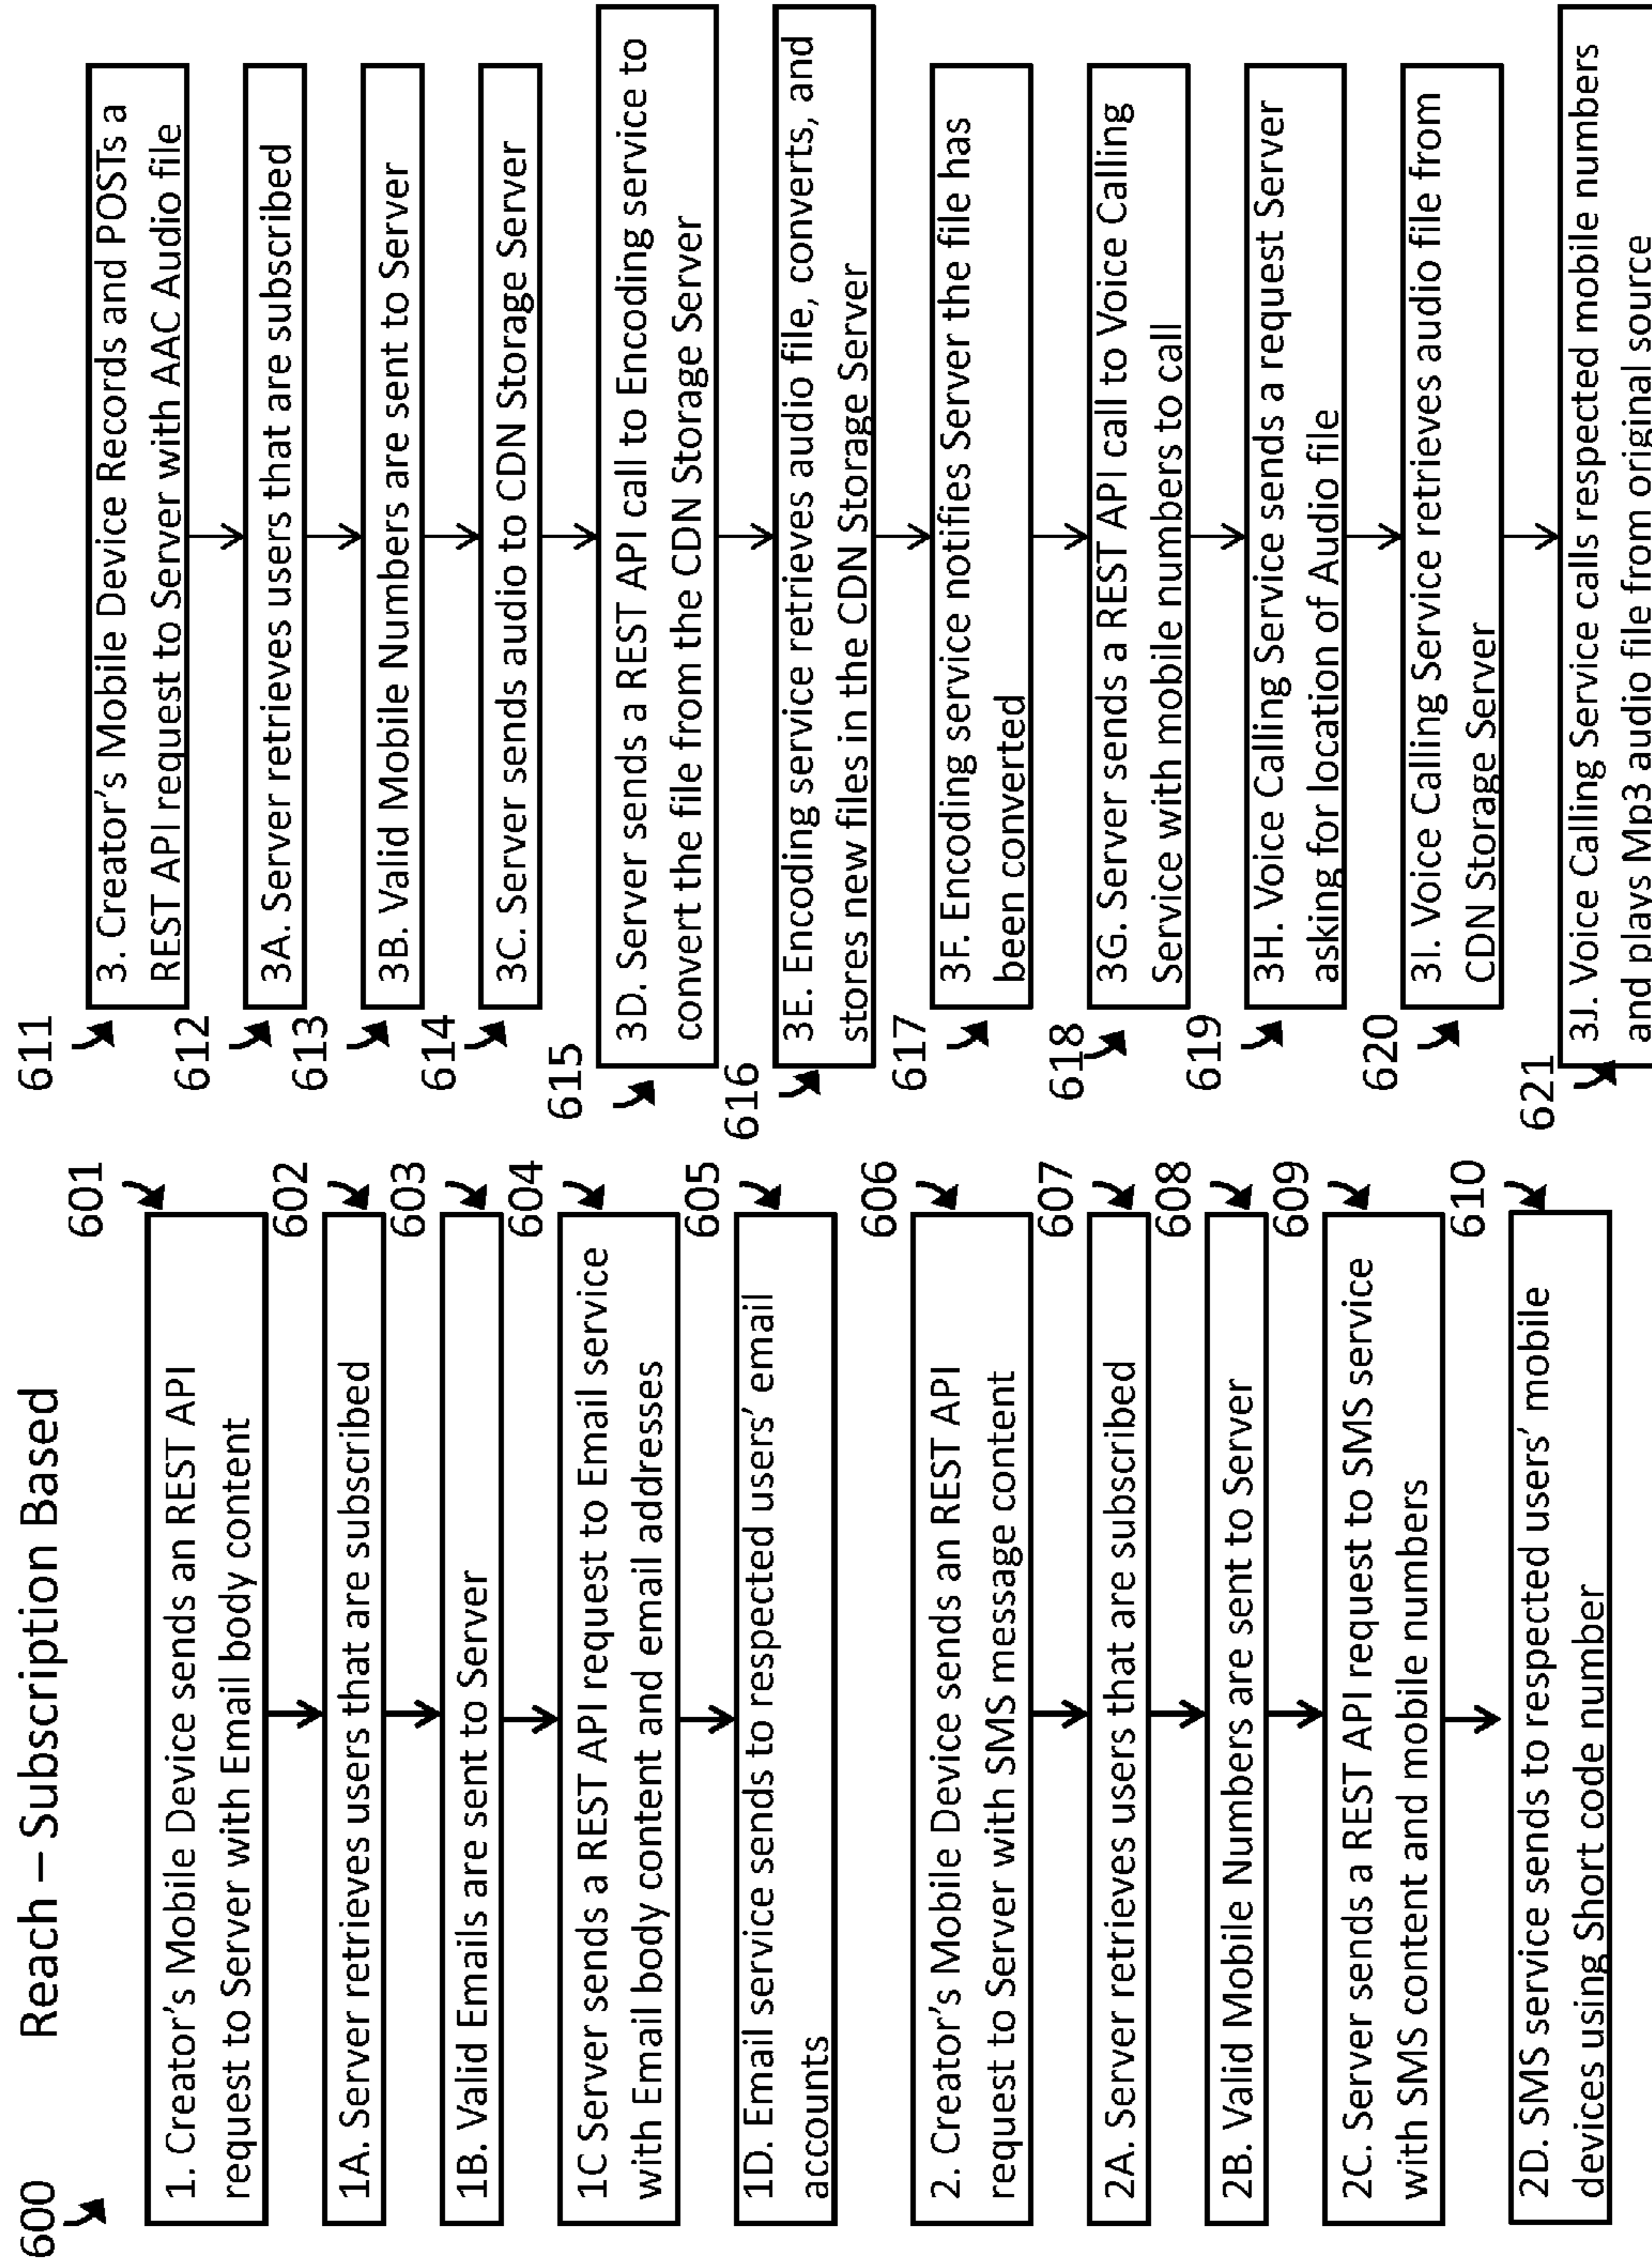 600
Reach – Subscription Based
601
1. Creator's Mobile Device sends an REST API
request to Server with Email body content
602
1A. Server retrieves users that are subscribed
603
1B. Valid Emails are sent to Server
604
1C Server sends a REST API request to Email service
with Email body content and email addresses
605
1D. Email service sends to respected users' email
accounts
606
2. Creator's Mobile Device sends an REST API
request to Server with SMS message content
607
2A. Server retrieves users that are subscribed
608
2B. Valid Mobile Numbers are sent to Server
609
2C. Server sends a REST API request to SMS service
with SMS content and mobile numbers
610
2D. SMS service sends to respected users' mobile
devices using Short code number
611
3. Creator's Mobile Device Records and POSTs a
REST API request to Server with AAC Audio file
612
3A. Server retrieves users that are subscribed
613
3B. Valid Mobile Numbers are sent to Server
614
3C. Server sends audio to CDN Storage Server
615
3D. Server sends a REST API call to Encoding service to
convert the file from the CDN Storage Server
616
3E. Encoding service retrieves audio file, converts, and
stores new files in the CDN Storage Server
617
3F. Encoding service notifies Server the file has
been converted
618
3G. Server sends a REST API call to Voice Calling
Service with mobile numbers to call
619
3H. Voice Calling Service sends a request Server
asking for location of Audio file
620
3I. Voice Calling Service retrieves audio file from
CDN Storage Server
621
3J. Voice Calling Service calls respected mobile numbers
and plays Mp3 audio file from original source